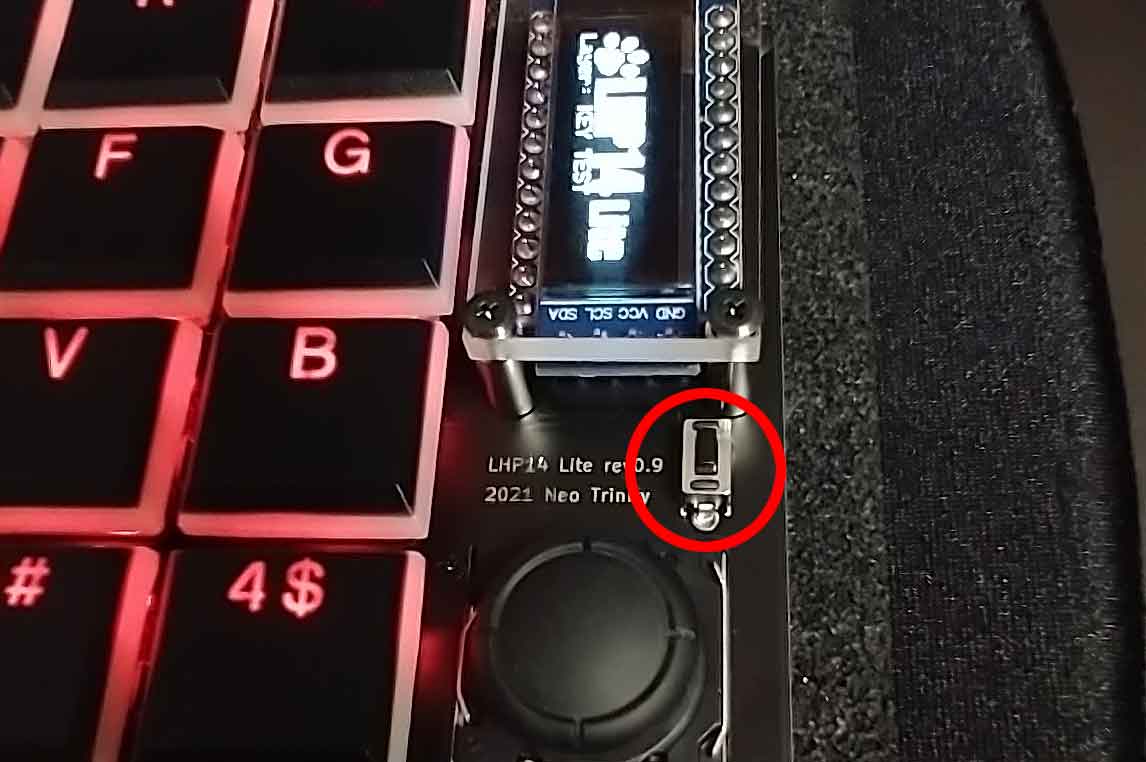 LHP14 Lite
Layer: KEY TEST
F
G
SDA SCL VCC GND
V
B
LHP14 Lite rev0.9
2021 Neo Trinity
#
4$